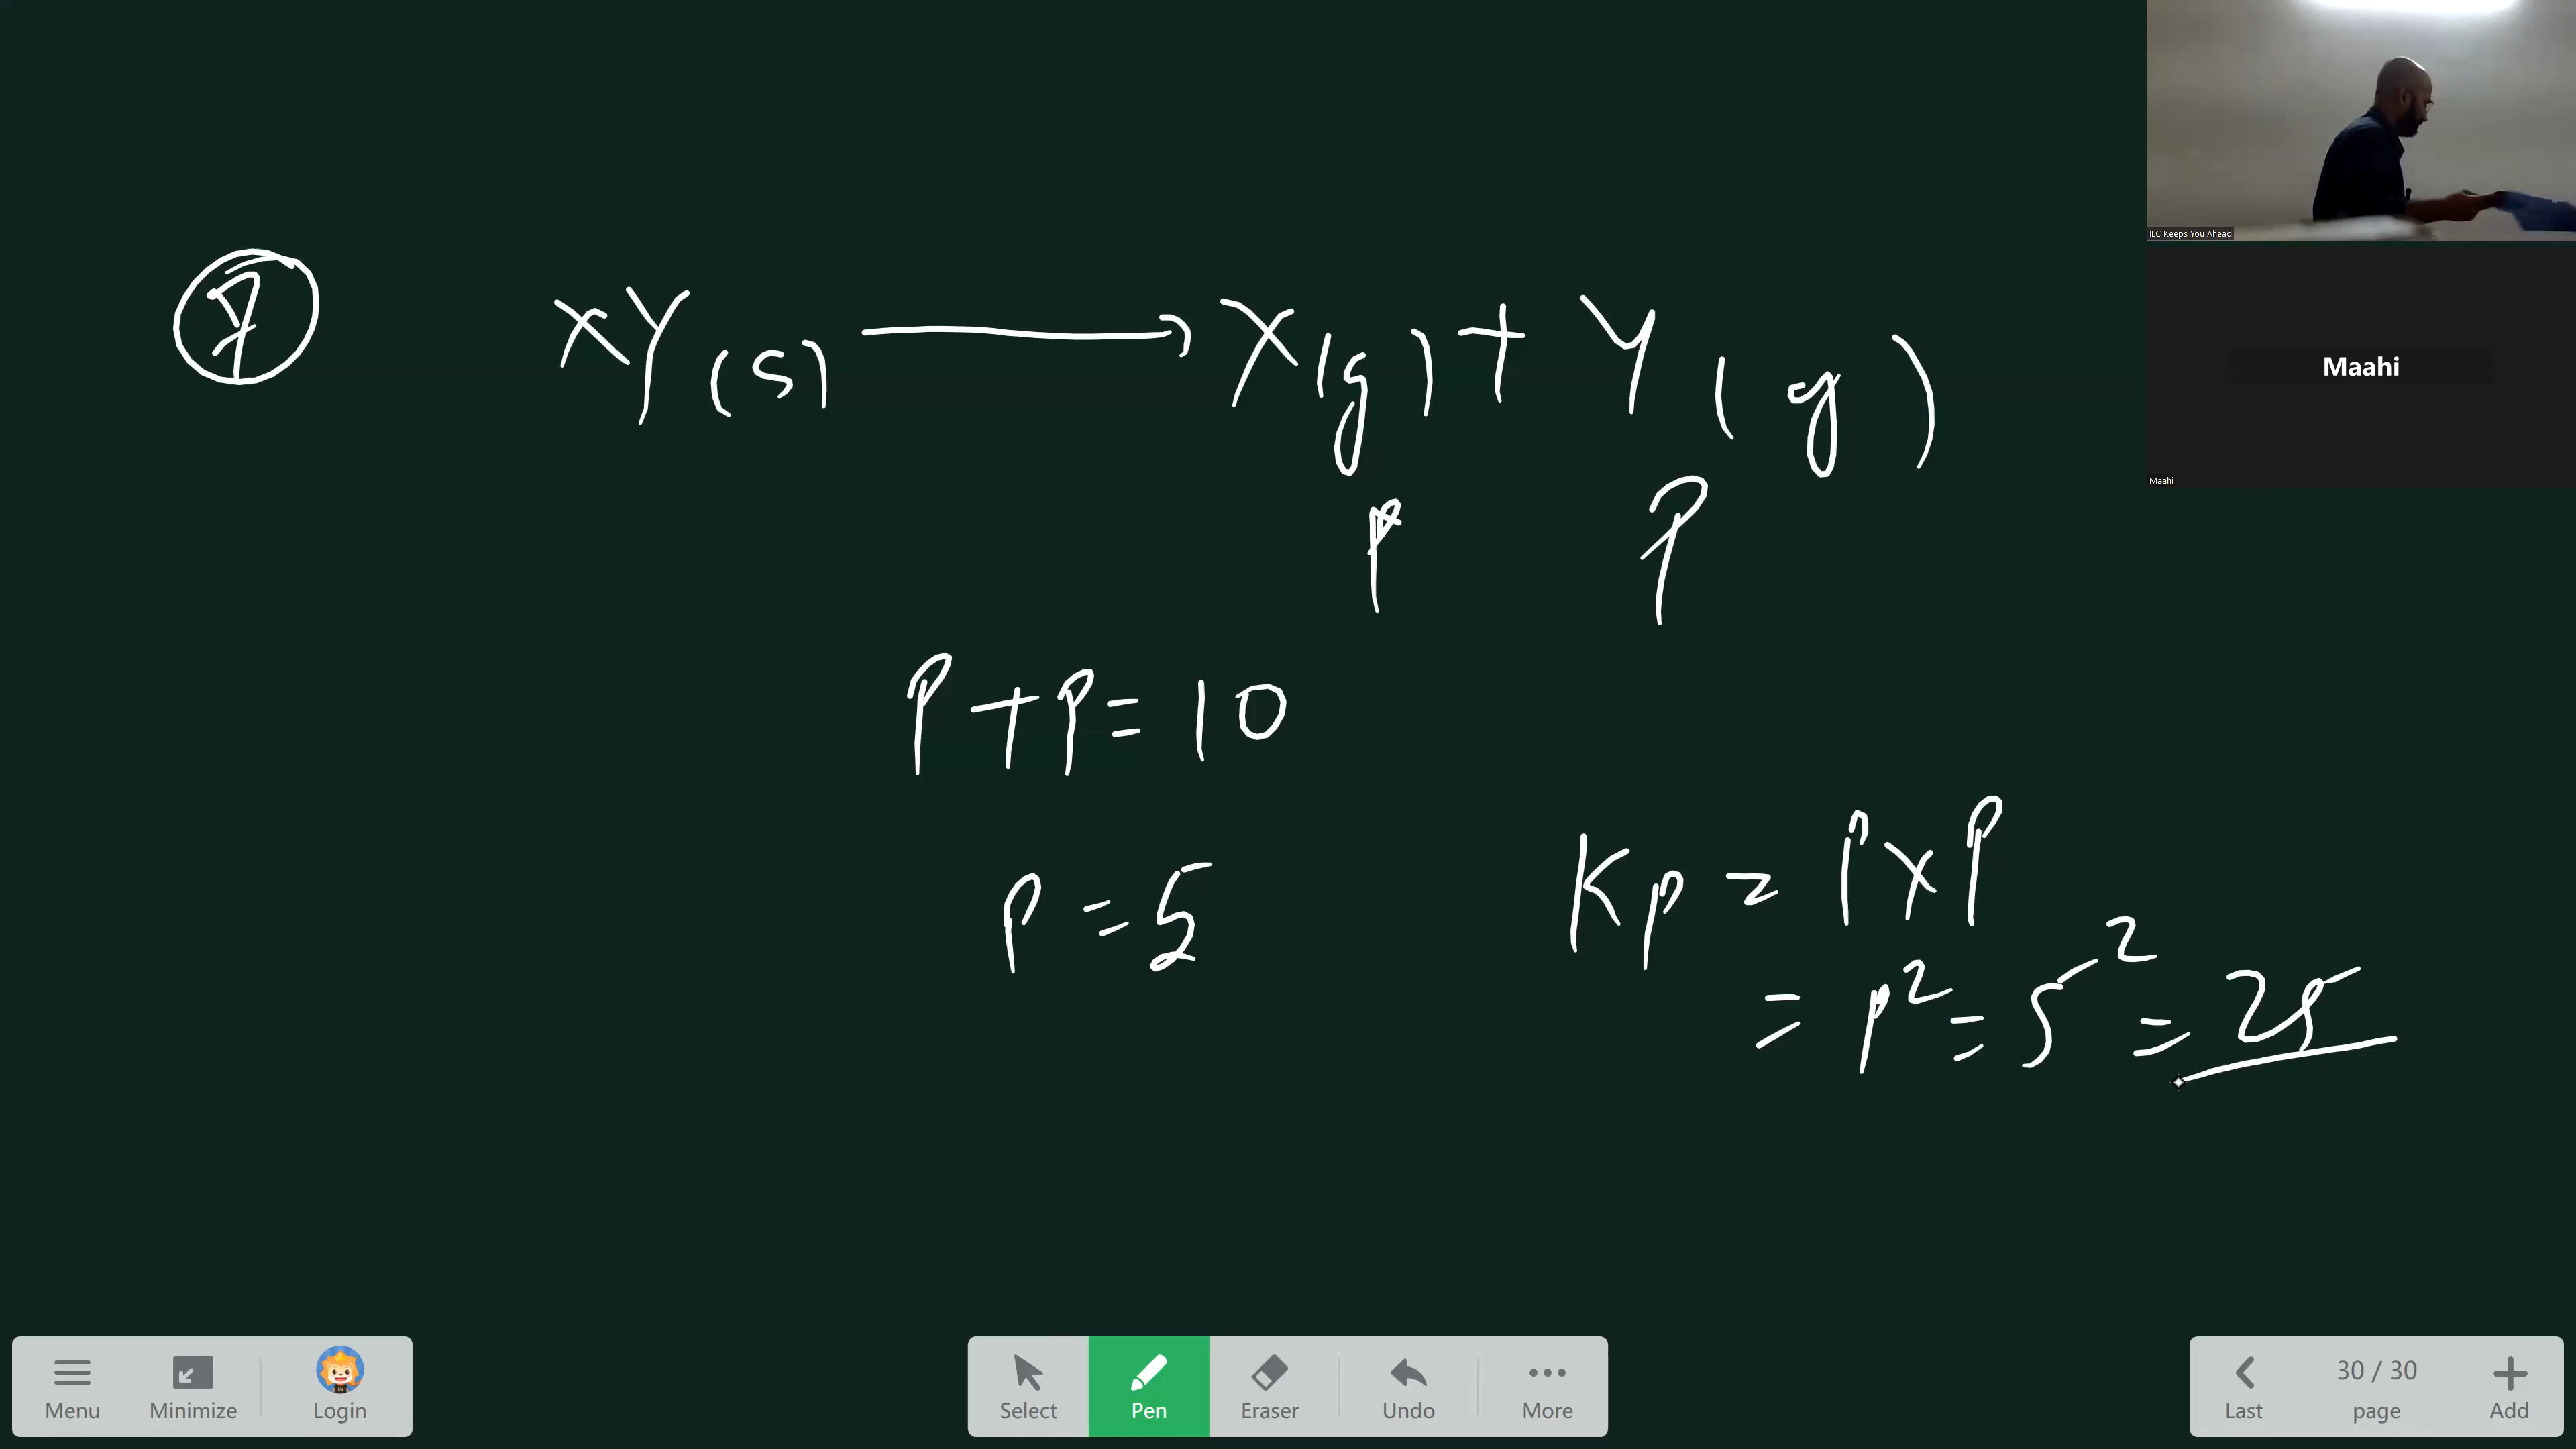 ILC Keeps You Ahead
7
XY(s) → X(g) + Y(g)
Maahi
Maahi
P P
P + P = 10
P = 5
Kp = P × P
= P² = 5² = 25
Menu Minimize Login
Select Pen Eraser Undo More
30 / 30
Last page Add